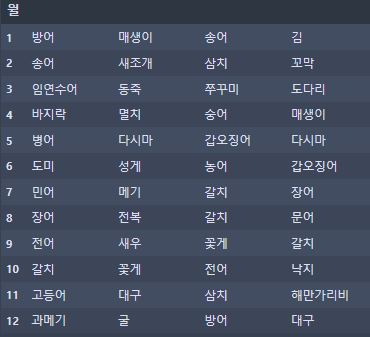 월
1 방어 매생이 송어 김
2 송어 새조개 삼치 꼬막
3 임연수어 동죽 쭈꾸미 도다리
4 바지락 멸치 숭어 매생이
5 병어 다시마 갑오징어 다시마
6 도미 성게 농어 갑오징어
7 민어 메기 갈치 장어
8 장어 전복 갈치 문어
9 전어 새우 꽃게 갈치
10 갈치 꽃게 전어 낙지
11 고등어 대구 삼치 해만가리비
12 과메기 굴 방어 대구